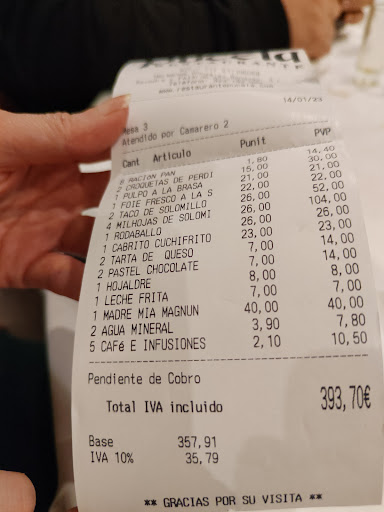 RESTAURANTE
14/01/23
Mesa 3
Atendido por Camarero 2
Cant Articulo Punit PVP
8 RACION PAN 1,80 14,40
2 CROQUETAS DE PERDI 15,00 30,00
1 PULPO A LA BRASA 21,00 21,00
1 FOIE FRESCO A LA S 22,00 22,00
2 TACO DE SOLOMILLO 26,00 52,00
4 MILHOJAS DE SOLOMI 26,00 104,00
1 RODABALLO 26,00 26,00
1 CABRITO CUCHIFRITO 23,00 23,00
2 TARTA DE QUESO 7,00 14,00
2 PASTEL CHOCOLATE 7,00 14,00
1 HOJALDRE 8,00 8,00
1 LECHE FRITA 7,00 7,00
1 MADRE MIA MAGNUN 40,00 40,00
2 AGUA MINERAL 3,90 7,80
5 CAFé E INFUSIONES 2,10 10,50
Pendiente de Cobro
Total IVA incluido 393,70€
Base 357,91
IVA 10% 35,79
** GRACIAS POR SU VISITA **